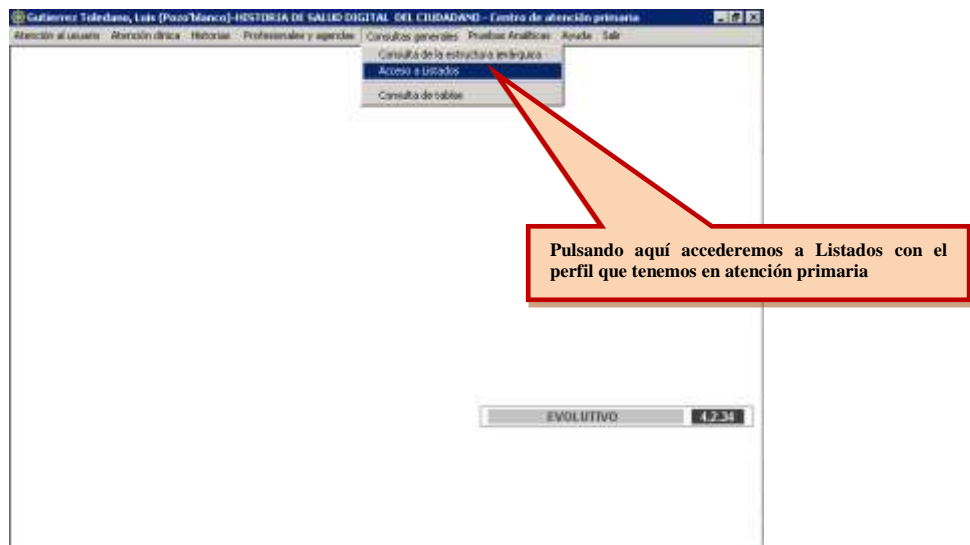 Gutierrez Toledano, Luis (Pozo'blanco)-HISTORIA DE SALUD DIGITAL DEL CIUDADANO - Centro de atención primaria
Atención al usuario Atención clínica Historias Profesionales y agendas Consultas generales Pruebas Analíticas Ayuda Salir
Consulta de la estructura jerárquica
Acceso a Listados
Consulta de tablas
Pulsando aquí accederemos a Listados con el
perfil que tenemos en atención primaria
EVOLUTIVO 4.2.34